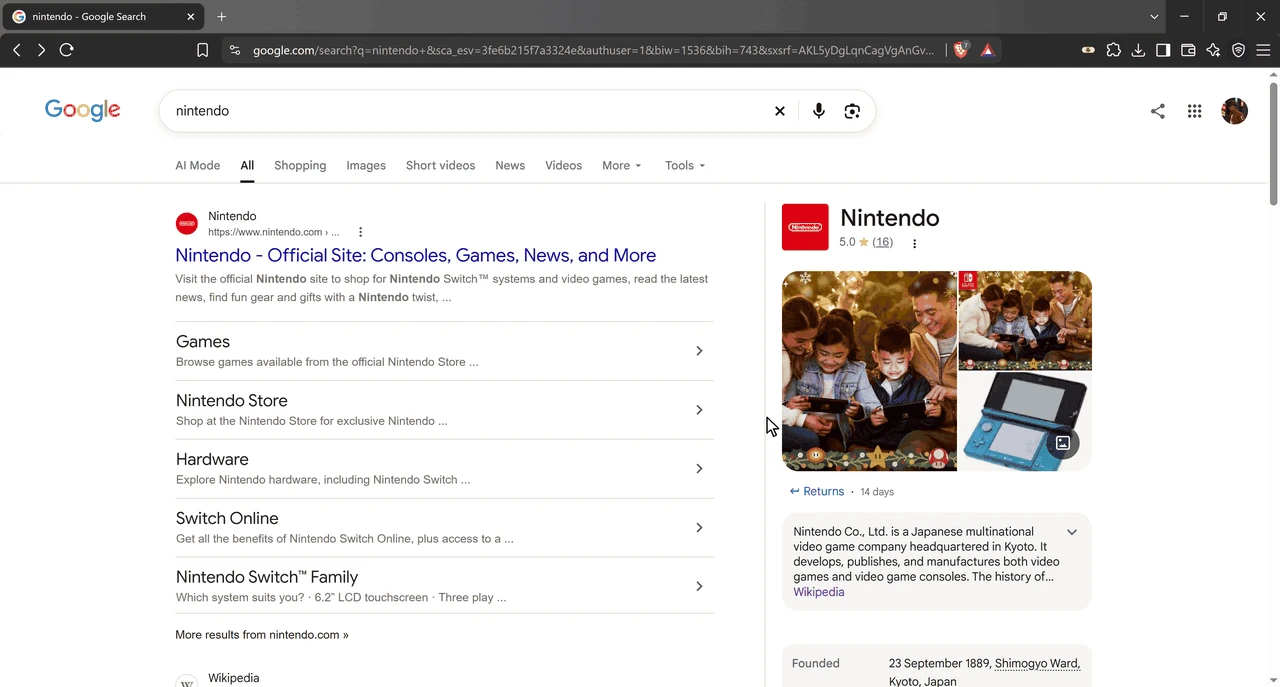 nintendo - Google Search
google.com/search?q=nintendo+&sca_esv=3fe6b215f7a3324e&authuser=1&biw=1536&bih=743&sxsrf=AKL5yDgLqnCagVgAnGv...
7
Google
nintendo
AI Mode
All
Shopping
Images
Short videos
News
Videos
More
Tools
Nintendo
https://www.nintendo.com › ...
Nintendo - Official Site: Consoles, Games, News, and More
Visit the official Nintendo site to shop for Nintendo Switch™ systems and video games, read the latest
news, find fun gear and gifts with a Nintendo twist, ...
Games
Browse games available from the official Nintendo Store ...
Nintendo Store
Shop at the Nintendo Store for exclusive Nintendo ...
Hardware
Explore Nintendo hardware, including Nintendo Switch ...
Switch Online
Get all the benefits of Nintendo Switch Online, plus access to a ...
Nintendo Switch™ Family
Which system suits you? · 6.2” LCD touchscreen · Three play ...
More results from nintendo.com »
W
Wikipedia
Nintendo
Nintendo
5.0 ★ (16)
↩ Returns · 14 days
Nintendo Co., Ltd. is a Japanese multinational
video game company headquartered in Kyoto. It
develops, publishes, and manufactures both video
games and video game consoles. The history of...
Wikipedia
Founded
23 September 1889, Shimogyo Ward,
Kyoto, Japan